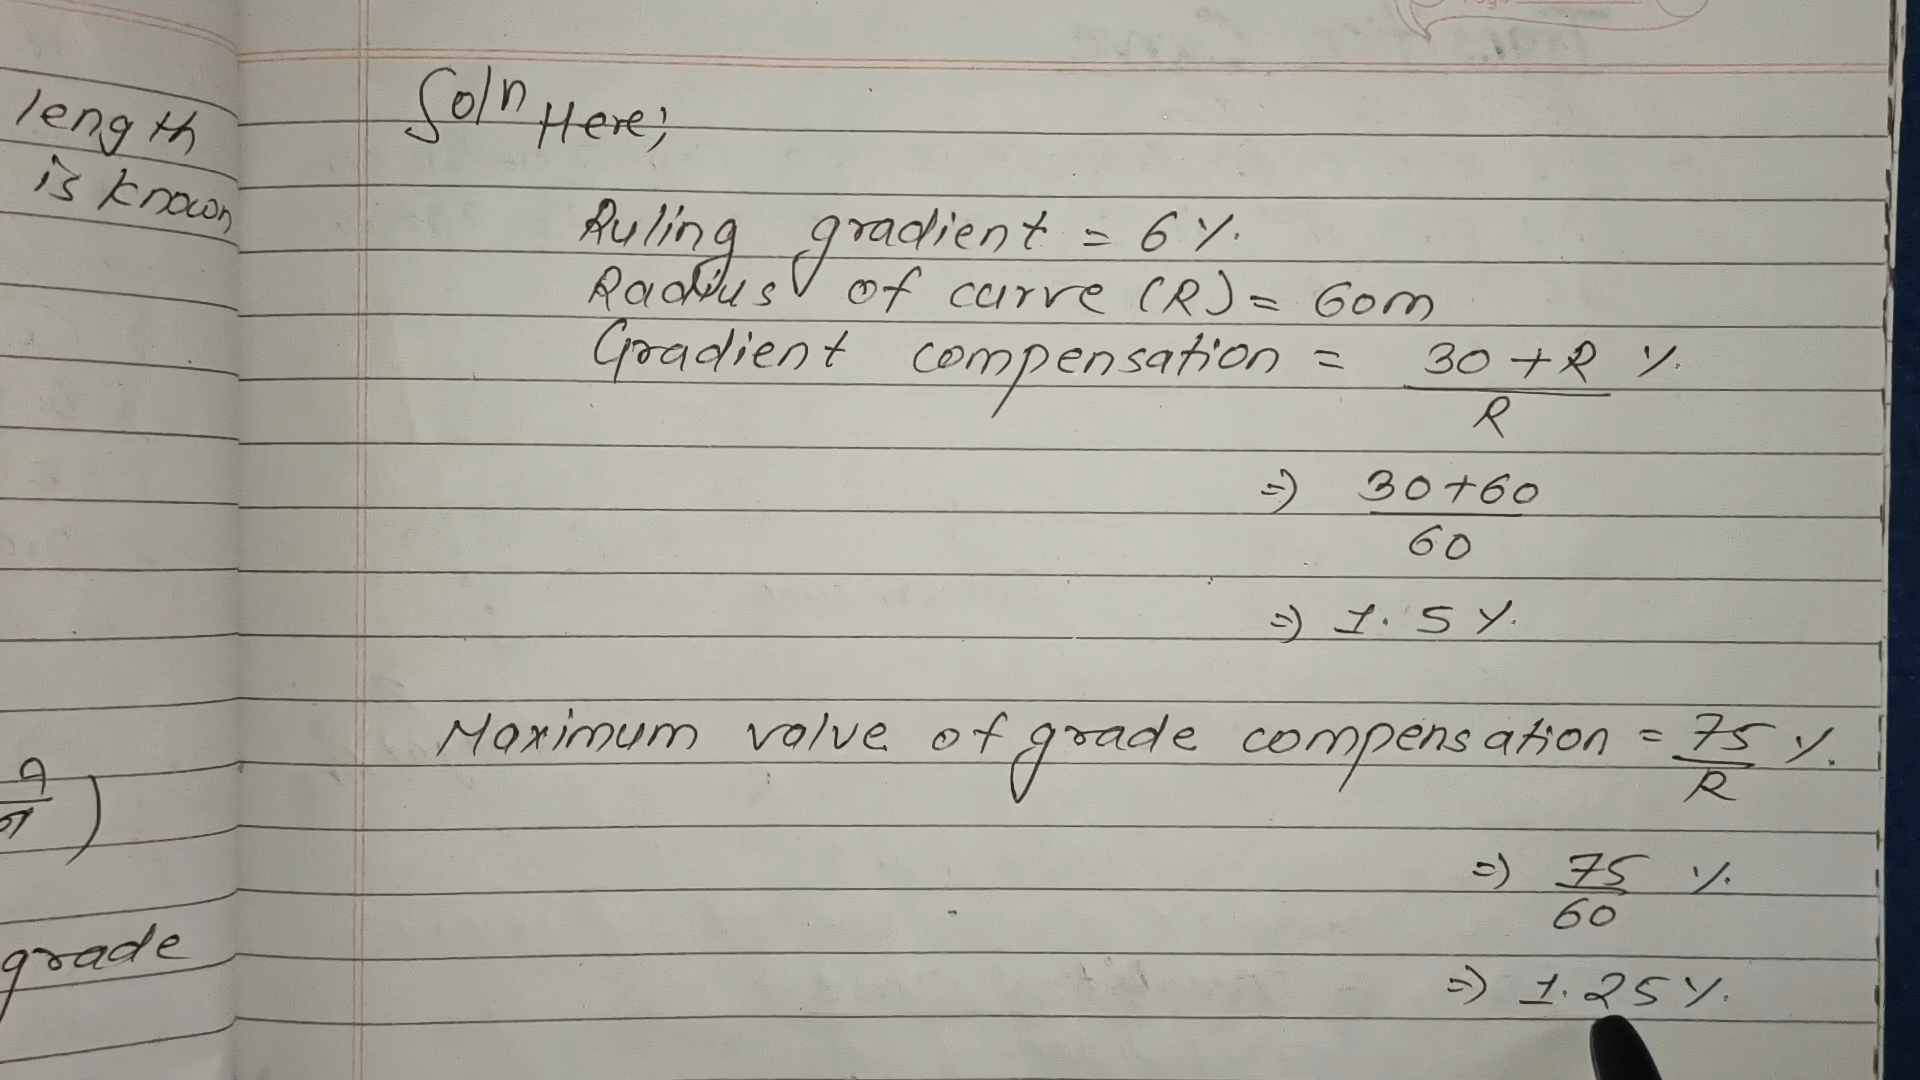 length
is known
grade
Soln Here;
Ruling gradient = 6 %.
Radius of curve (R) = 60m
Gradient compensation = 30 + R %.
R
=) 30+60
60
=) 1.5 %.
Maximum value of grade compensation = 75 %.
R
=) 75 %.
60
=) 1.25 %.